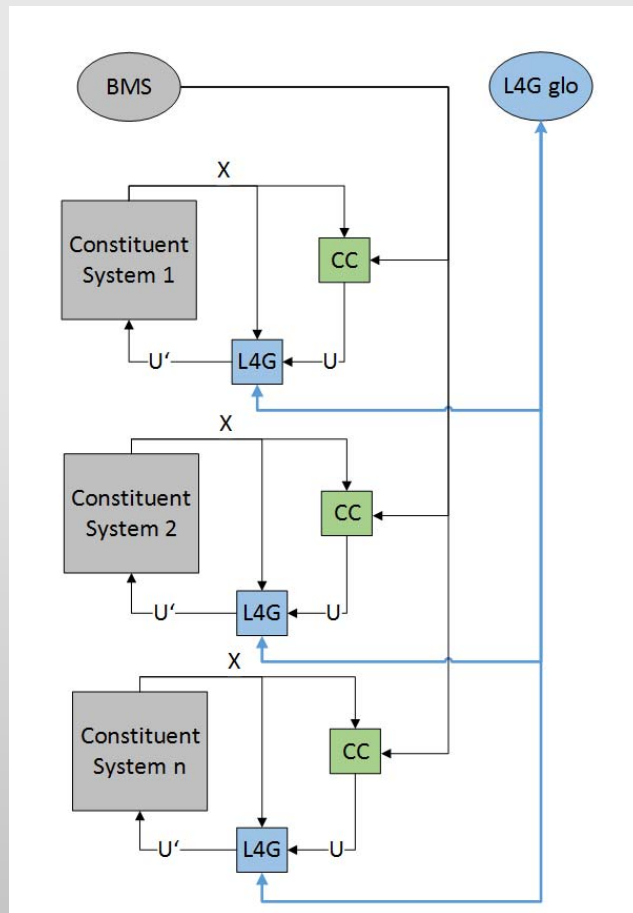 BMS
L4G glo
X
Constituent
System 1
CC
U‘
L4G
U
X
Constituent
System 2
CC
U‘
L4G
U
X
Constituent
System n
CC
U‘
L4G
U